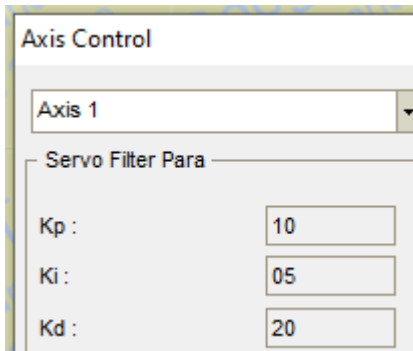 Axis Control
Axis 1
Servo Filter Para
Kp : 10
Ki : 05
Kd : 20